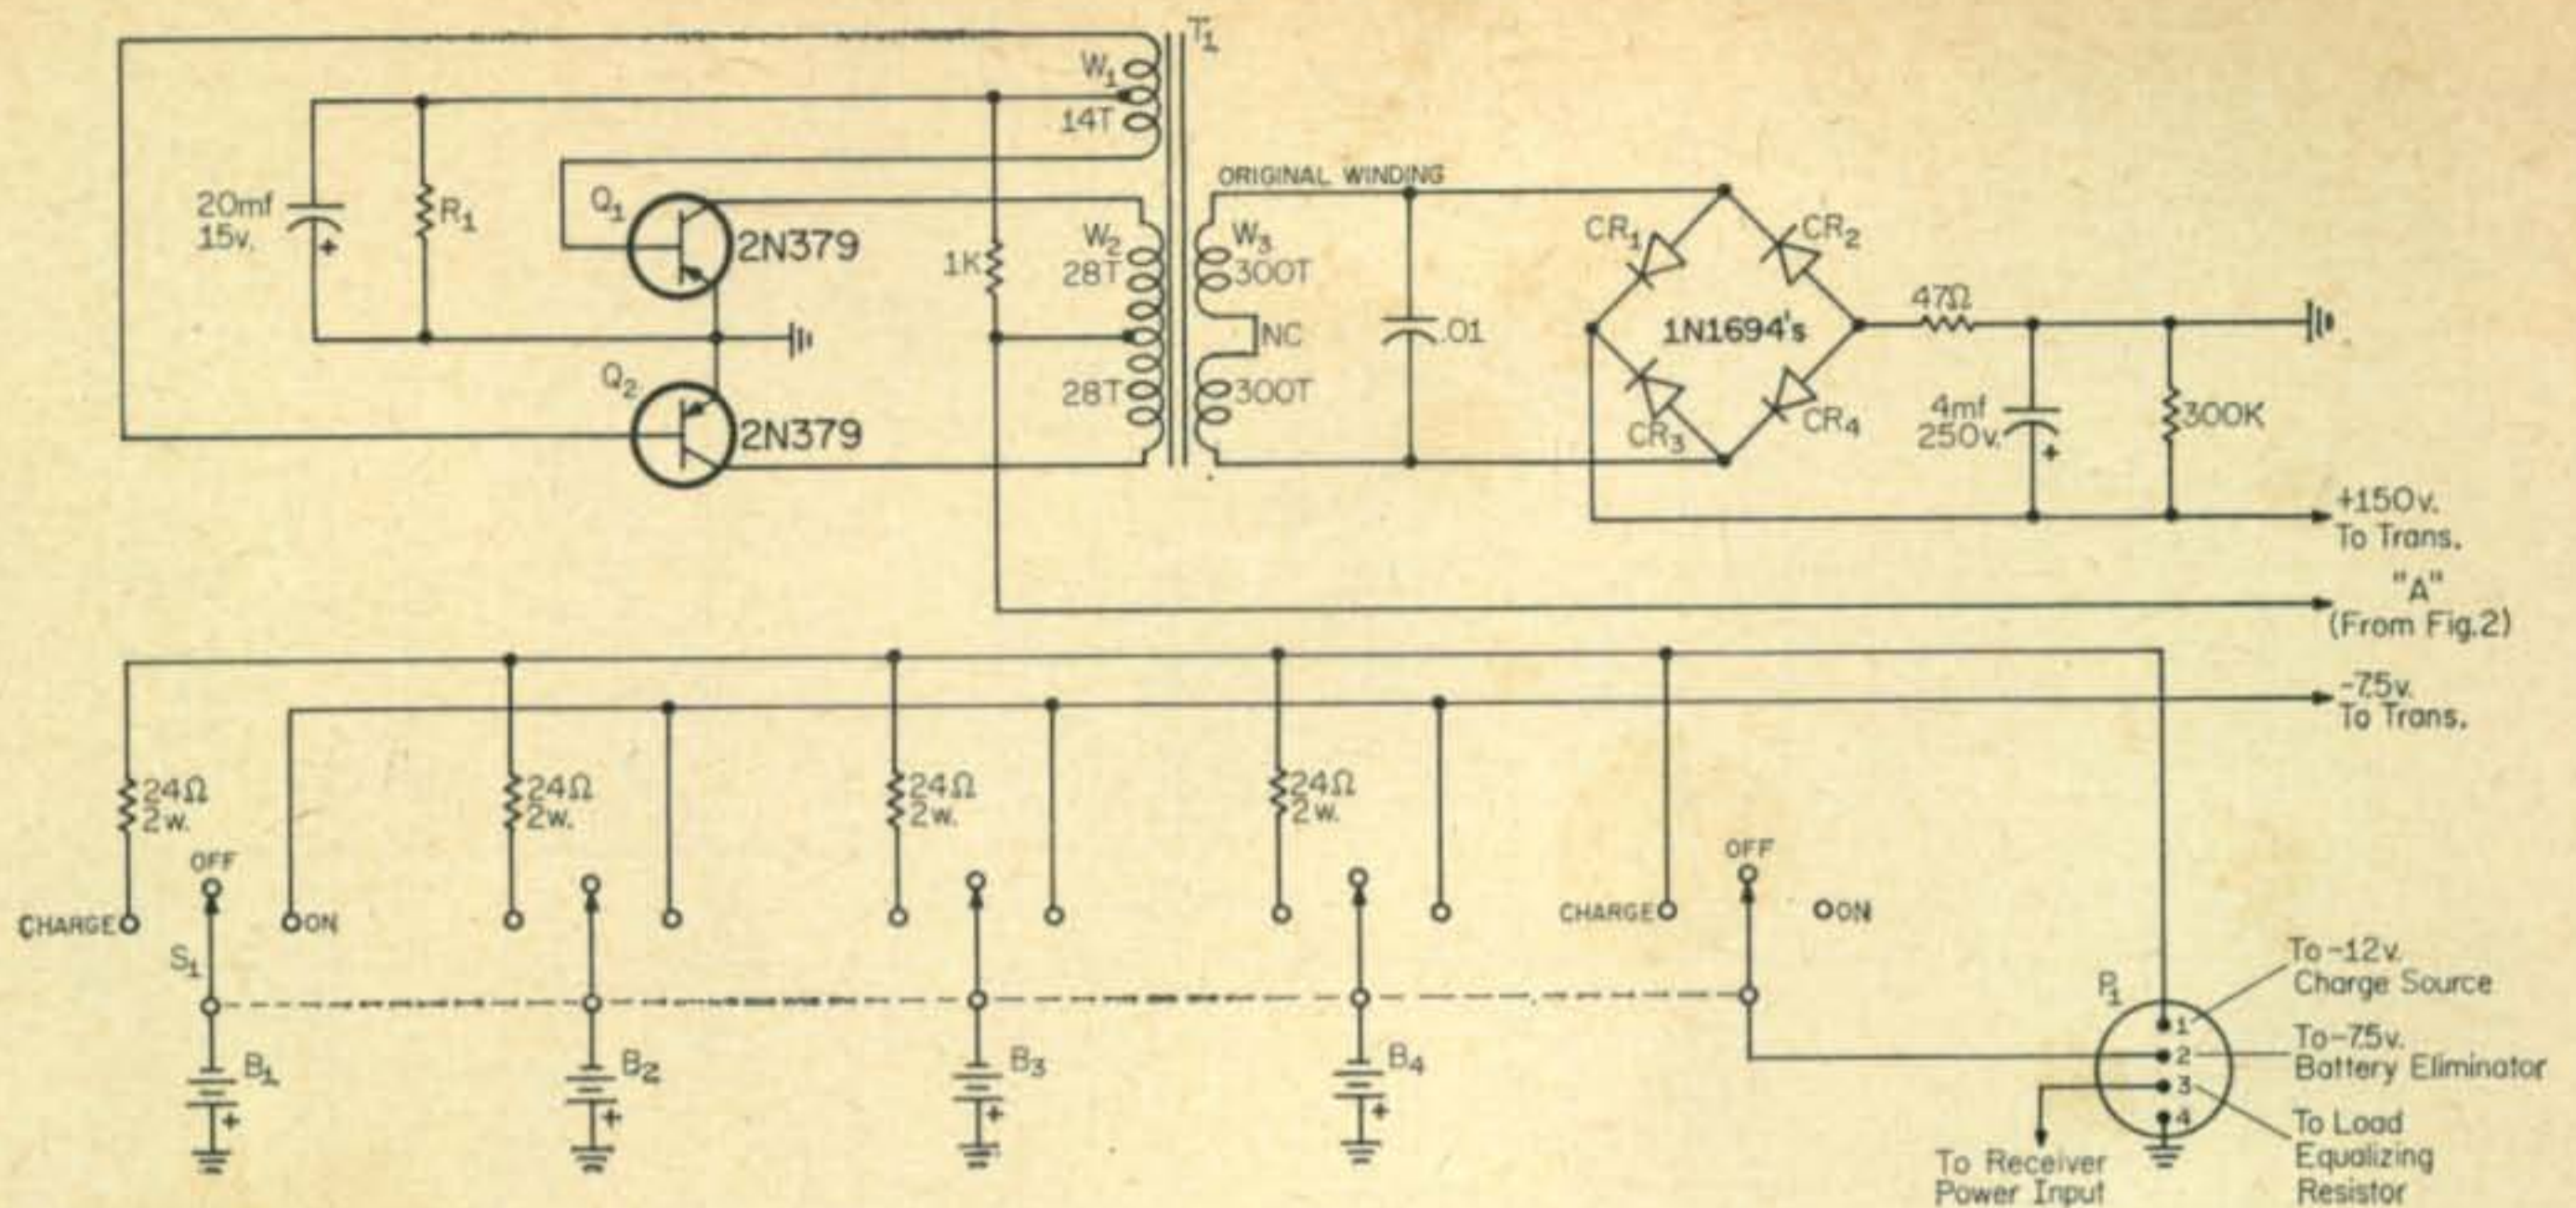 T1
W1
14T
ORIGINAL WINDING
20mf
15v.
+
R1
Q1
2N379
1K
W2
28T
W3
300T
NC
.01
CR1
CR2
1N1694's
47Ω
28T
300T
CR3
CR4
4mf
250v.
+
300K
Q2
2N379
+150v.
To Trans.
"A"
(From Fig.2)
-7.5v.
To Trans.
24Ω
2w.
24Ω
2w.
24Ω
2w.
24Ω
2w.
OFF
OFF
CHARGE
ON
CHARGE
ON
S1
B1
+
B2
+
B3
+
B4
+
P1
1
2
3
4
To -12v.
Charge Source
To -7.5v.
Battery Eliminator
To Load
Equalizing
Resistor
To Receiver
Power Input